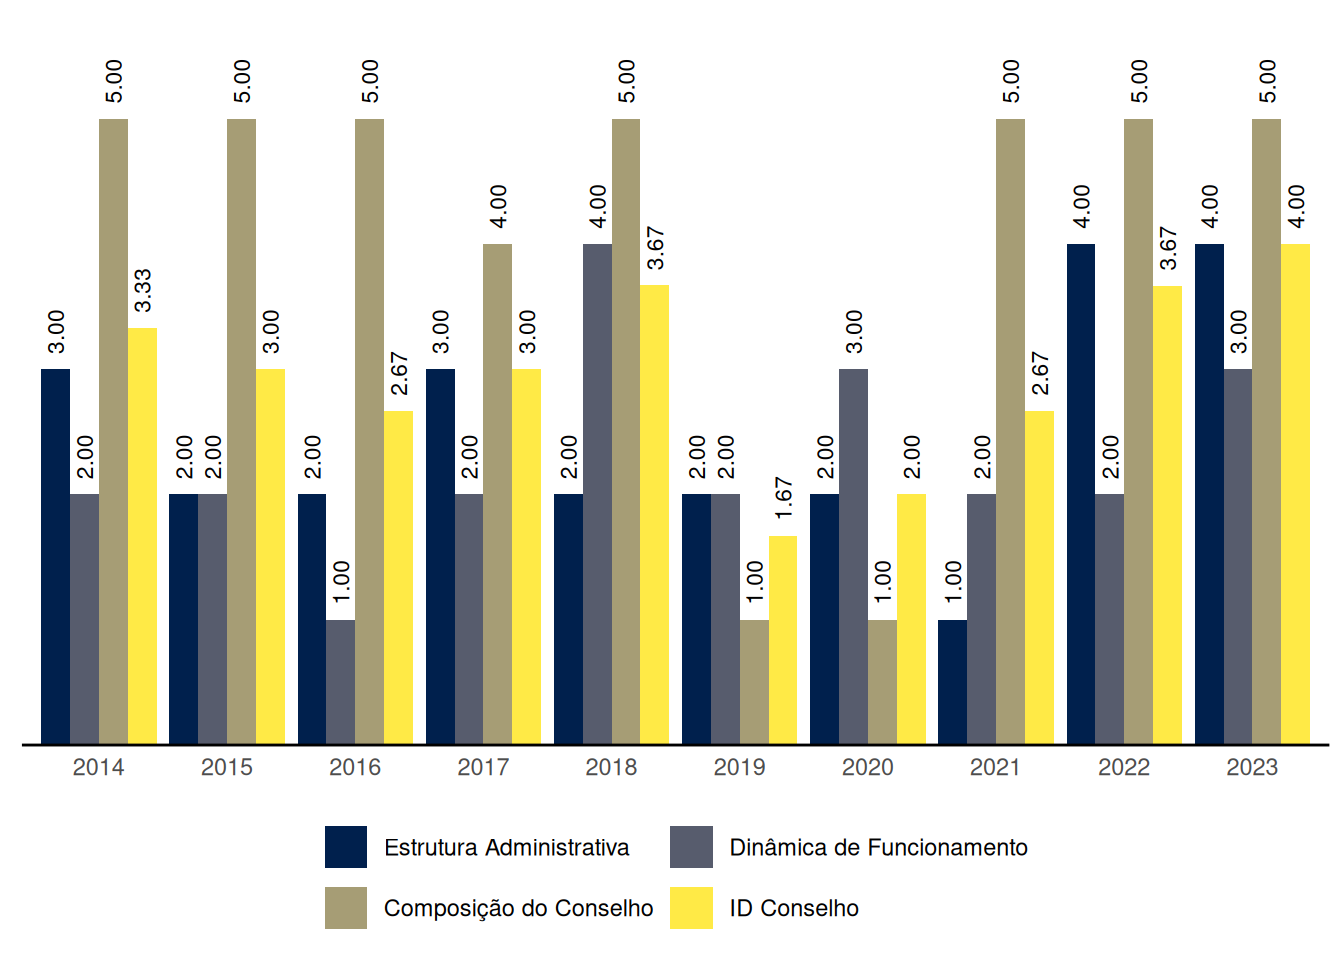 3.00 2.00 5.00 3.33
2.00 2.00 5.00 3.00
2.00 1.00 5.00 2.67
3.00 2.00 4.00 3.00
2.00 4.00 5.00 3.67
2.00 2.00 1.00 1.67
2.00 3.00 1.00 2.00
1.00 2.00 5.00 2.67
4.00 2.00 5.00 3.67
4.00 3.00 5.00 4.00
2014 2015 2016 2017 2018 2019 2020 2021 2022 2023
Estrutura Administrativa Dinâmica de Funcionamento
Composição do Conselho ID Conselho